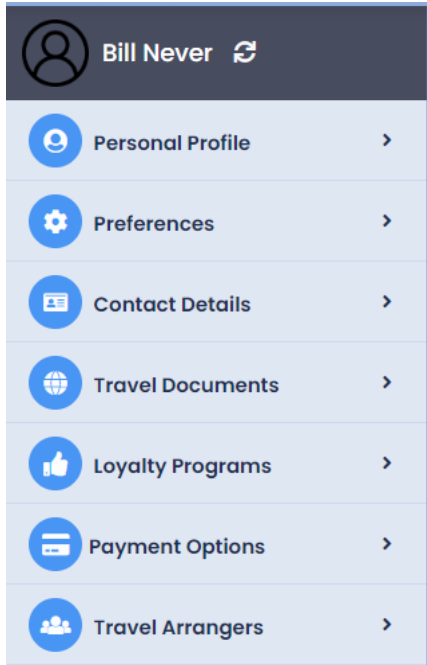 Bill Never
Personal Profile
Preferences
Contact Details
Travel Documents
Loyalty Programs
Payment Options
Travel Arrangers